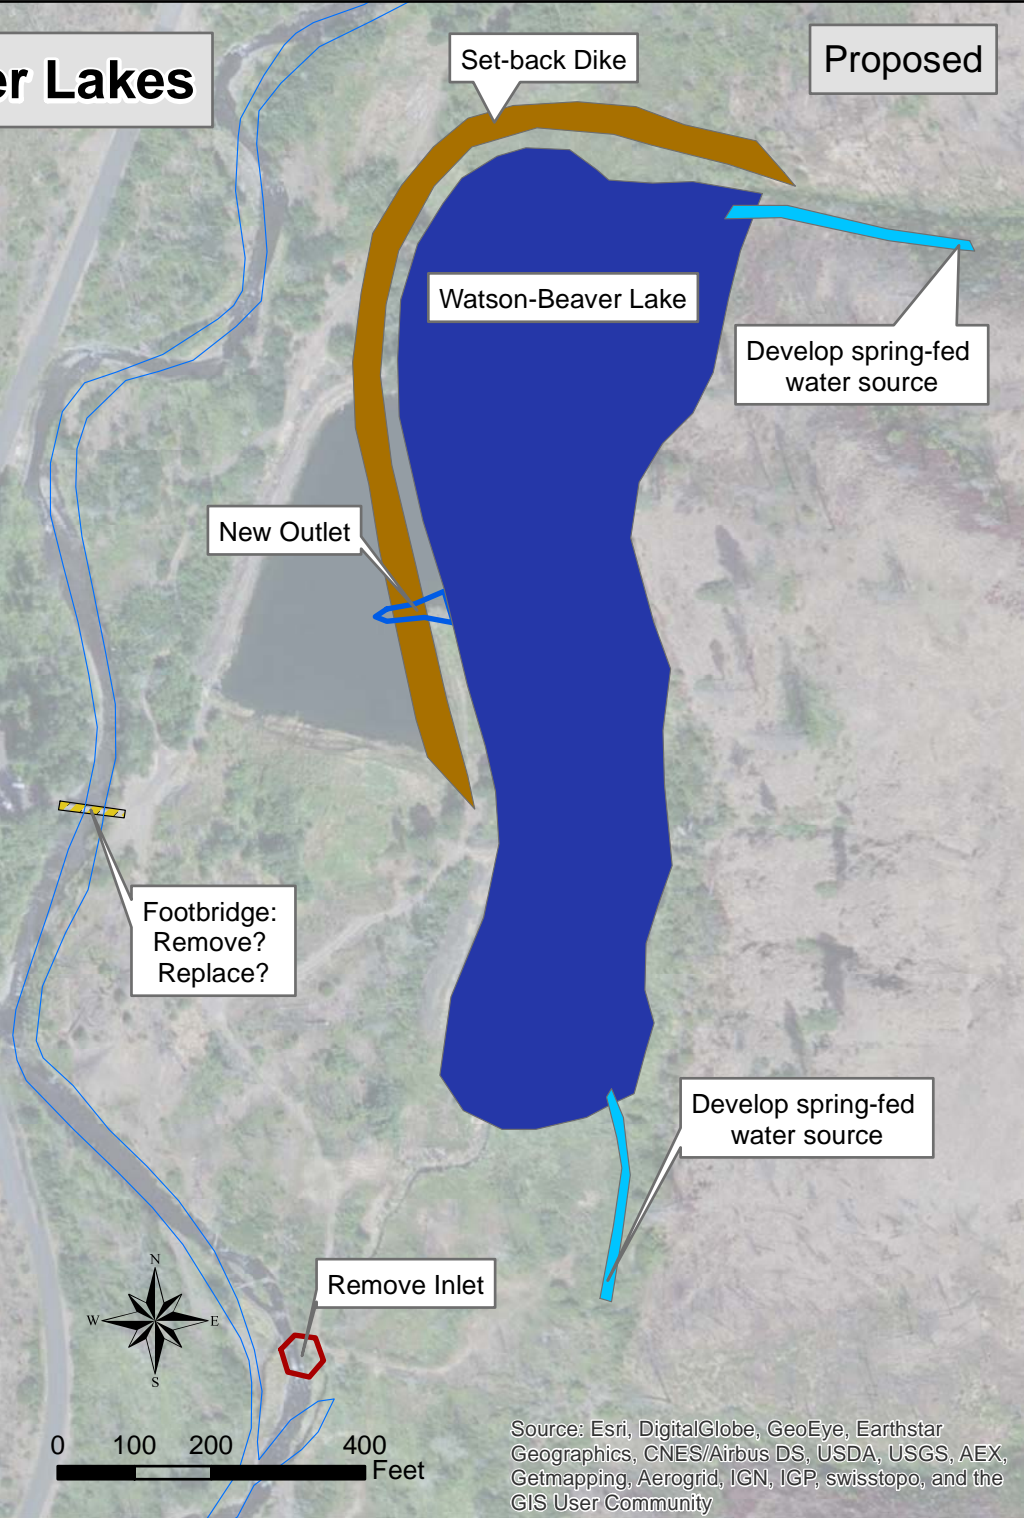 er Lakes
Proposed
Set-back Dike
Watson-Beaver Lake
Develop spring-fed
water source
New Outlet
Footbridge:
Remove?
Replace?
Develop spring-fed
water source
Remove Inlet
N
W E
S
0 100 200 400
Feet
Source: Esri, DigitalGlobe, GeoEye, Earthstar
Geographics, CNES/Airbus DS, USDA, USGS, AEX,
Getmapping, Aerogrid, IGN, IGP, swisstopo, and the
GIS User Community